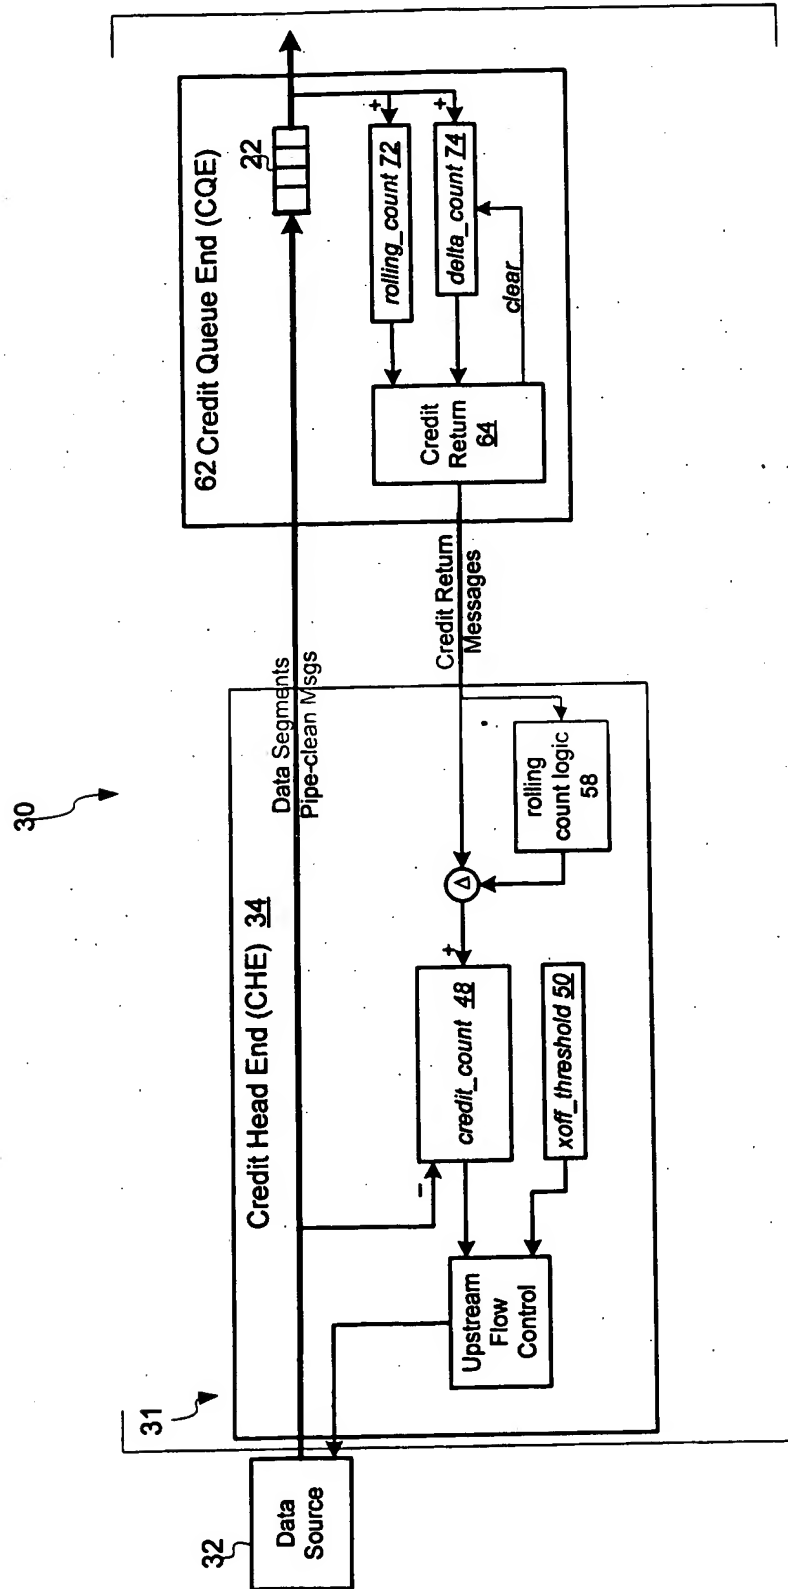 30
31
32
Data
Source
Credit Head End (CHE) 34
Upstream
Flow
Control
credit_count 48
xoff_threshold 50
−
+
Δ
rolling
count logic
58
Data Segments
Pipe-clean Msgs
Credit Return
Messages
62 Credit Queue End (CQE)
22
Credit
Return
64
rolling_count 72
delta_count 74
+
+
clear